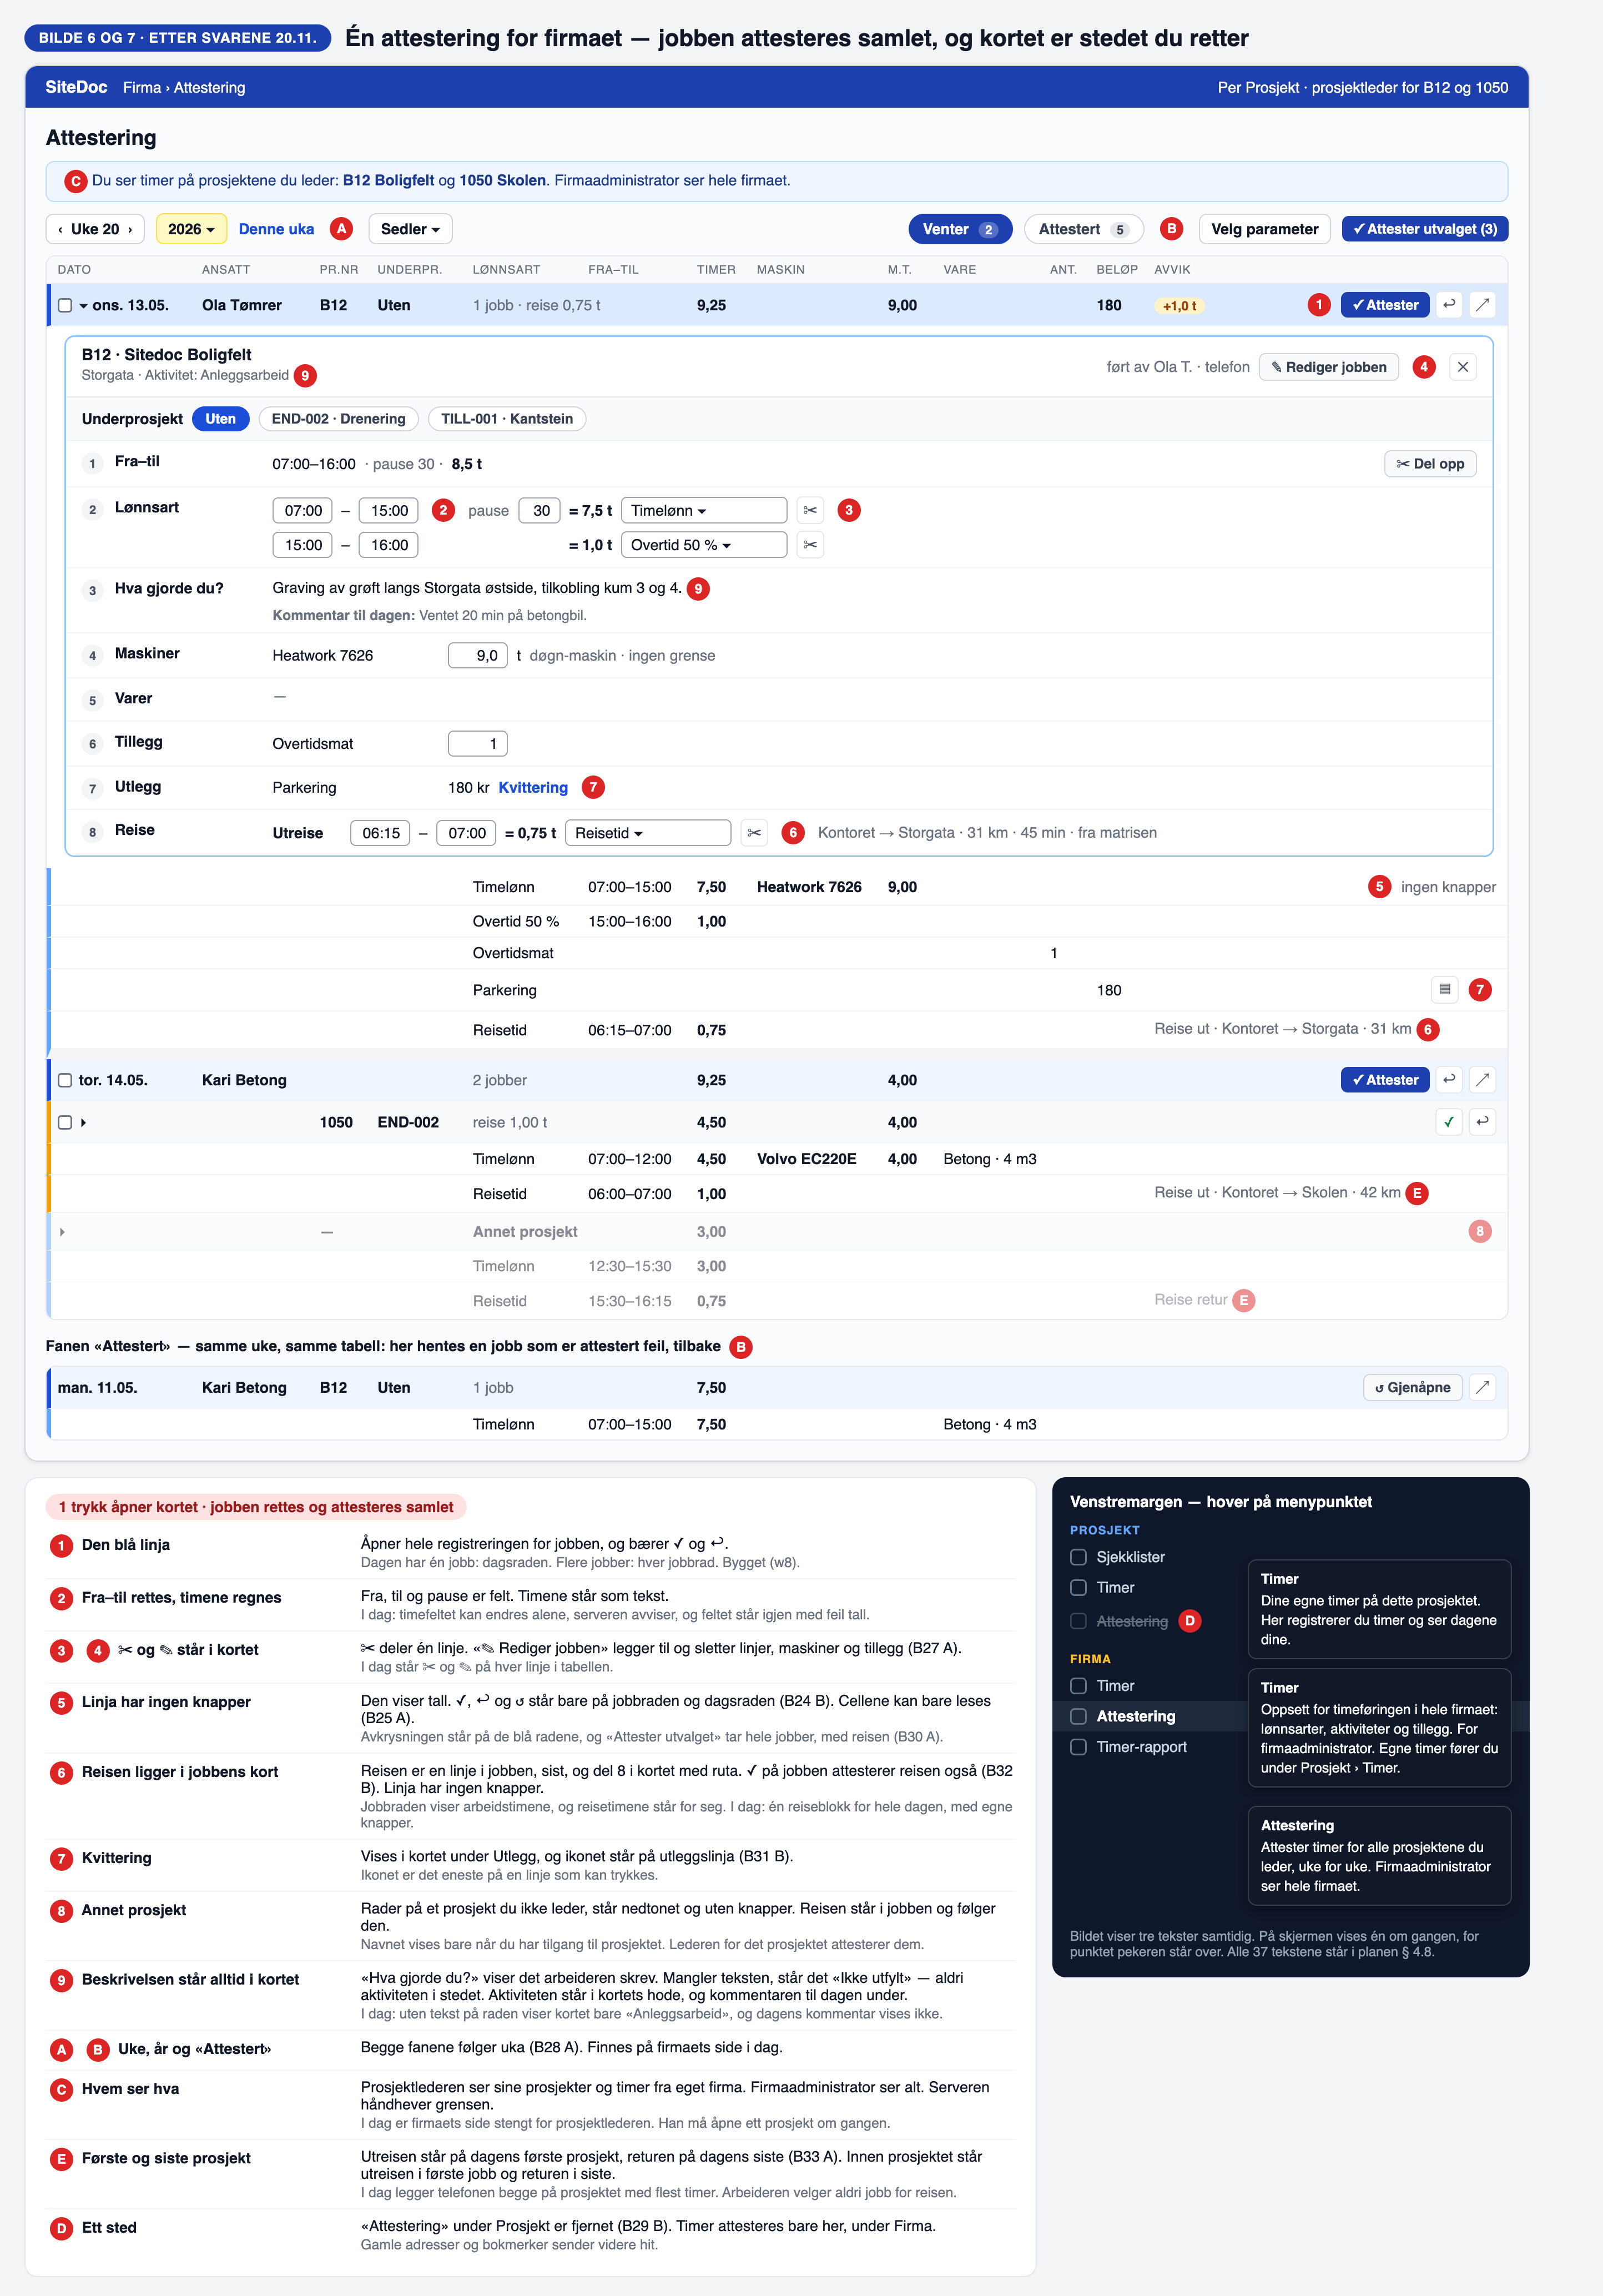 BILDE 6 OG 7 · ETTER SVARENE 20.11. Én attestering for firmaet — jobben attesteres samlet, og kortet er stedet du retter
SiteDoc Firma › Attestering Per Prosjekt · prosjektleder for B12 og 1050
Attestering
C Du ser timer på prosjektene du leder: B12 Boligfelt og 1050 Skolen. Firmaadministrator ser hele firmaet.
‹ Uke 20 › 2026 ▾ Denne uka A Sedler ▾ Venter 2 Attestert 5 B Velg parameter ✓ Attester utvalget (3)
DATO ANSATT PR.NR UNDERPR. LØNNSART FRA–TIL TIMER MASKIN M.T. VARE ANT. BELØP AVVIK
▾ ons. 13.05. Ola Tømrer B12 Uten 1 jobb · reise 0,75 t 9,25 9,00 180 +1,0 t 1 ✓ Attester ↩ ⤢
B12 · Sitedoc Boligfelt
Storgata · Aktivitet: Anleggsarbeid 9 ført av Ola T. · telefon ✎ Rediger jobben 4 ✕
Underprosjekt Uten END-002 · Drenering TILL-001 · Kantstein
1 Fra–til 07:00–16:00 · pause 30 · 8,5 t ✂ Del opp
2 Lønnsart 07:00 – 15:00 2 pause 30 = 7,5 t Timelønn ▾ ✂ 3
15:00 – 16:00 = 1,0 t Overtid 50 % ▾ ✂
3 Hva gjorde du? Graving av grøft langs Storgata østside, tilkobling kum 3 og 4. 9
Kommentar til dagen: Ventet 20 min på betongbil.
4 Maskiner Heatwork 7626 9,0 t døgn-maskin · ingen grense
5 Varer —
6 Tillegg Overtidsmat 1
7 Utlegg Parkering 180 kr Kvittering 7
8 Reise Utreise 06:15 – 07:00 = 0,75 t Reisetid ▾ ✂ 6 Kontoret → Storgata · 31 km · 45 min · fra matrisen
Timelønn 07:00–15:00 7,50 Heatwork 7626 9,00 5 ingen knapper
Overtid 50 % 15:00–16:00 1,00
Overtidsmat 1
Parkering 180 7
Reisetid 06:15–07:00 0,75 Reise ut · Kontoret → Storgata · 31 km 6
tor. 14.05. Kari Betong 2 jobber 9,25 4,00 ✓ Attester ↩ ⤢
▸ 1050 END-002 reise 1,00 t 4,50 4,00 ✓ ↩
Timelønn 07:00–12:00 4,50 Volvo EC220E 4,00 Betong · 4 m3
Reisetid 06:00–07:00 1,00 Reise ut · Kontoret → Skolen · 42 km E
▸ — Annet prosjekt 3,00 8
Timelønn 12:30–15:30 3,00
Reisetid 15:30–16:15 0,75 Reise retur E
Fanen «Attestert» — samme uke, samme tabell: her hentes en jobb som er attestert feil, tilbake B
man. 11.05. Kari Betong B12 Uten 1 jobb 7,50 ↺ Gjenåpne ⤢
Timelønn 07:00–15:00 7,50 Betong · 4 m3
1 trykk åpner kortet · jobben rettes og attesteres samlet
1 Den blå linja Åpner hele registreringen for jobben, og bærer ✓ og ↩.
Dagen har én jobb: dagsraden. Flere jobber: hver jobbrad. Bygget (w8).
2 Fra–til rettes, timene regnes Fra, til og pause er felt. Timene står som tekst.
I dag: timefeltet kan endres alene, serveren avviser, og feltet står igjen med feil tall.
3 4 ✂ og ✎ står i kortet ✂ deler én linje. «✎ Rediger jobben» legger til og sletter linjer, maskiner og tillegg (B27 A).
I dag står ✂ og ✎ på hver linje i tabellen.
5 Linja har ingen knapper Den viser tall. ✓, ↩ og ↺ står bare på jobbraden og dagsraden (B24 B). Cellene kan bare leses
(B25 A).
Avkrysningen står på de blå radene, og «Attester utvalget» tar hele jobber, med reisen (B30 A).
6 Reisen ligger i jobbens kort Reisen er en linje i jobben, sist, og del 8 i kortet med ruta. ✓ på jobben attesterer reisen også (B32
B). Linja har ingen knapper.
Jobbraden viser arbeidstimene, og reisetimene står for seg. I dag: én reiseblokk for hele dagen, med egne
knapper.
7 Kvittering Vises i kortet under Utlegg, og ikonet står på utleggslinja (B31 B).
Ikonet er det eneste på en linje som kan trykkes.
8 Annet prosjekt Rader på et prosjekt du ikke leder, står nedtonet og uten knapper. Reisen står i jobben og følger
den.
Navnet vises bare når du har tilgang til prosjektet. Lederen for det prosjektet attesterer dem.
9 Beskrivelsen står alltid i kortet «Hva gjorde du?» viser det arbeideren skrev. Mangler teksten, står det «Ikke utfylt» — aldri
aktiviteten i stedet. Aktiviteten står i kortets hode, og kommentaren til dagen under.
I dag: uten tekst på raden viser kortet bare «Anleggsarbeid», og dagens kommentar vises ikke.
A B Uke, år og «Attestert» Begge fanene følger uka (B28 A). Finnes på firmaets side i dag.
C Hvem ser hva Prosjektlederen ser sine prosjekter og timer fra eget firma. Firmaadministrator ser alt. Serveren
håndhever grensen.
I dag er firmaets side stengt for prosjektlederen. Han må åpne ett prosjekt om gangen.
E Første og siste prosjekt Utreisen står på dagens første prosjekt, returen på dagens siste (B33 A). Innen prosjektet står
utreisen i første jobb og returen i siste.
I dag legger telefonen begge på prosjektet med flest timer. Arbeideren velger aldri jobb for reisen.
D Ett sted «Attestering» under Prosjekt er fjernet (B29 B). Timer attesteres bare her, under Firma.
Gamle adresser og bokmerker sender videre hit.
Venstremargen — hover på menypunktet
PROSJEKT
Sjekklister
Timer
Attestering D
FIRMA
Timer
Attestering
Timer-rapport
Timer
Dine egne timer på dette prosjektet.
Her registrerer du timer og ser dagene
dine.
Timer
Oppsett for timeføringen i hele firmaet:
lønnsarter, aktiviteter og tillegg. For
firmaadministrator. Egne timer fører du
under Prosjekt › Timer.
Attestering
Attester timer for alle prosjektene du
leder, uke for uke. Firmaadministrator
ser hele firmaet.
Bildet viser tre tekster samtidig. På skjermen vises én om gangen, for
punktet pekeren står over. Alle 37 tekstene står i planen § 4.8.